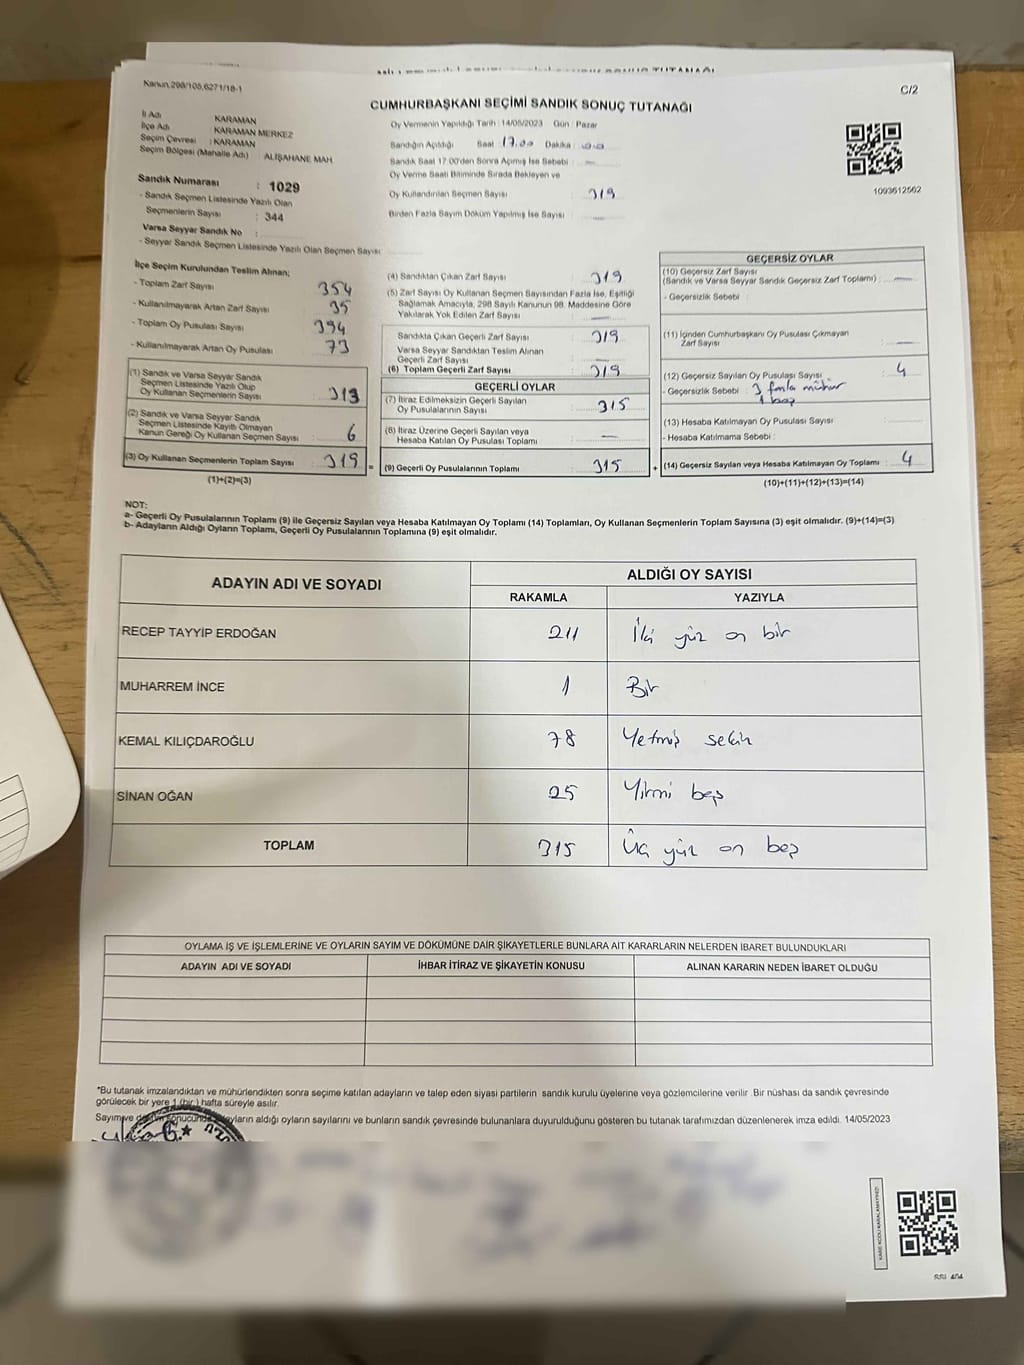 Kanun.298/105,6271/18-1
C/2
CUMHURBAŞKANI SEÇİMİ SANDIK SONUÇ TUTANAĞI
İl Adı KARAMAN
İlçe Adı KARAMAN MERKEZ
Seçim Çevresi : KARAMAN
Seçim Bölgesi (Mahalle Adı) : ALİŞAHANE MAH
Sandık Numarası : 1029
- Sandık Seçmen Listesinde Yazılı Olan
Seçmenlerin Sayısı : 344
Varsa Seyyar Sandık No :
- Seyyar Sandık Seçmen Listesinde Yazılı Olan Seçmen Sayısı
Oy Vermenin Yapıldığı Tarih : 14/05/2023 Gün : Pazar
Sandığın Açıldığı Saat : 17.00 Dakika : 00
Sandık Saat 17:00'den Sonra Açılmış İse Sebebi : —
Oy Verme Saati Bitiminde Sırada Bekleyen ve
Oy Kullandırılan Seçmen Sayısı : 319
Birden Fazla Sayım Döküm Yapılmış İse Sayısı : —
1093612562
İlçe Seçim Kurulundan Teslim Alınan;
- Toplam Zarf Sayısı 354
- Kullanılmayarak Artan Zarf Sayısı 35
- Toplam Oy Pusulası Sayısı 394
- Kullanılmayarak Artan Oy Pusulası 73
(1) Sandık ve Varsa Seyyar Sandık
Seçmen Listesinde Yazılı Olup
Oy Kullanan Seçmenlerin Sayısı : 313
(2) Sandık ve Varsa Seyyar Sandık
Seçmen Listesinde Kayıtlı Olmayan
Kanun Gereği Oy Kullanan Seçmen Sayısı : 6
(3) Oy Kullanan Seçmenlerin Toplam Sayısı : 319 =
(1)+(2)=(3)
(4) Sandıktan Çıkan Zarf Sayısı : 319
(5) Zarf Sayısı Oy Kullanan Seçmen Sayısından Fazla İse, Eşitliği
Sağlamak Amacıyla, 298 Sayılı Kanunun 98. Maddesine Göre
Yakılarak Yok Edilen Zarf Sayısı : —
Sandıkta Çıkan Geçerli Zarf Sayısı : 319
Varsa Seyyar Sandıktan Teslim Alınan
Geçerli Zarf Sayısı : —
(6) Toplam Geçerli Zarf Sayısı : 319
GEÇERLİ OYLAR
(7) İtiraz Edilmeksizin Geçerli Sayılan
Oy Pusulalarının Sayısı : 315
(8) İtiraz Üzerine Geçerli Sayılan veya
Hesaba Katılan Oy Pusulası Toplamı : —
(9) Geçerli Oy Pusulalarının Toplamı : 315 +
GEÇERSİZ OYLAR
(10) Geçersiz Zarf Sayısı
(Sandık ve Varsa Seyyar Sandık Geçersiz Zarf Toplamı) : —
- Geçersizlik Sebebi :
(11) İçinden Cumhurbaşkanı Oy Pusulası Çıkmayan
Zarf Sayısı : —
(12) Geçersiz Sayılan Oy Pusulası Sayısı : 4
- Geçersizlik Sebebi : 3 fazla mühür
1 boş
(13) Hesaba Katılmayan Oy Pusulası Sayısı :
- Hesaba Katılmama Sebebi :
(14) Geçersiz Sayılan veya Hesaba Katılmayan Oy Toplamı : 4
(10)+(11)+(12)+(13)=(14)
NOT:
a- Geçerli Oy Pusulalarının Toplamı (9) ile Geçersiz Sayılan veya Hesaba Katılmayan Oy Toplamı (14) Toplamları, Oy Kullanan Seçmenlerin Toplam Sayısına (3) eşit olmalıdır. (9)+(14)=(3)
b- Adayların Aldığı Oyların Toplamı, Geçerli Oy Pusulalarının Toplamına (9) eşit olmalıdır.
ADAYIN ADI VE SOYADI ALDIĞI OY SAYISI
RAKAMLA YAZIYLA
RECEP TAYYİP ERDOĞAN 211 İki yüz on bir
MUHARREM İNCE 1 Bir
KEMAL KILIÇDAROĞLU 78 Yetmiş sekiz
SİNAN OĞAN 25 Yirmi beş
TOPLAM 315 Üç yüz on beş
OYLAMA İŞ VE İŞLEMLERİNE VE OYLARIN SAYIM VE DÖKÜMÜNE DAİR ŞİKAYETLERLE BUNLARA AİT KARARLARIN NELERDEN İBARET BULUNDUKLARI
ADAYIN ADI VE SOYADI İHBAR İTİRAZ VE ŞİKAYETİN KONUSU ALINAN KARARIN NEDEN İBARET OLDUĞU
*Bu tutanak imzalandıktan ve mühürlendikten sonra seçime katılan adayların ve talep eden siyasi partilerin sandık kurulu üyelerine veya gözlemcilerine verilir. Bir nüshası da sandık çevresinde
görülecek bir yere 1 (bir) hafta süreyle asılır.
Sayım ve döküm sonucunda adayların aldığı oyların sayılarını ve bunların sandık çevresinde bulunanlara duyurulduğunu gösteren bu tutanak tarafımızdan düzenlenerek imza edildi. 14/05/2023
KARE KODU KARALAMAYINIZ!